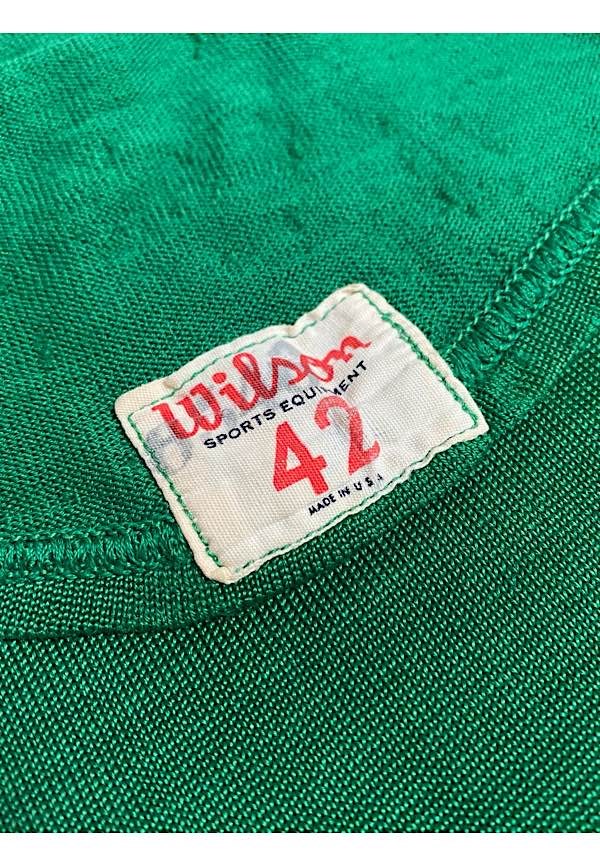 Wilson
SPORTS EQUIPMENT
42
MADE IN U.S.A